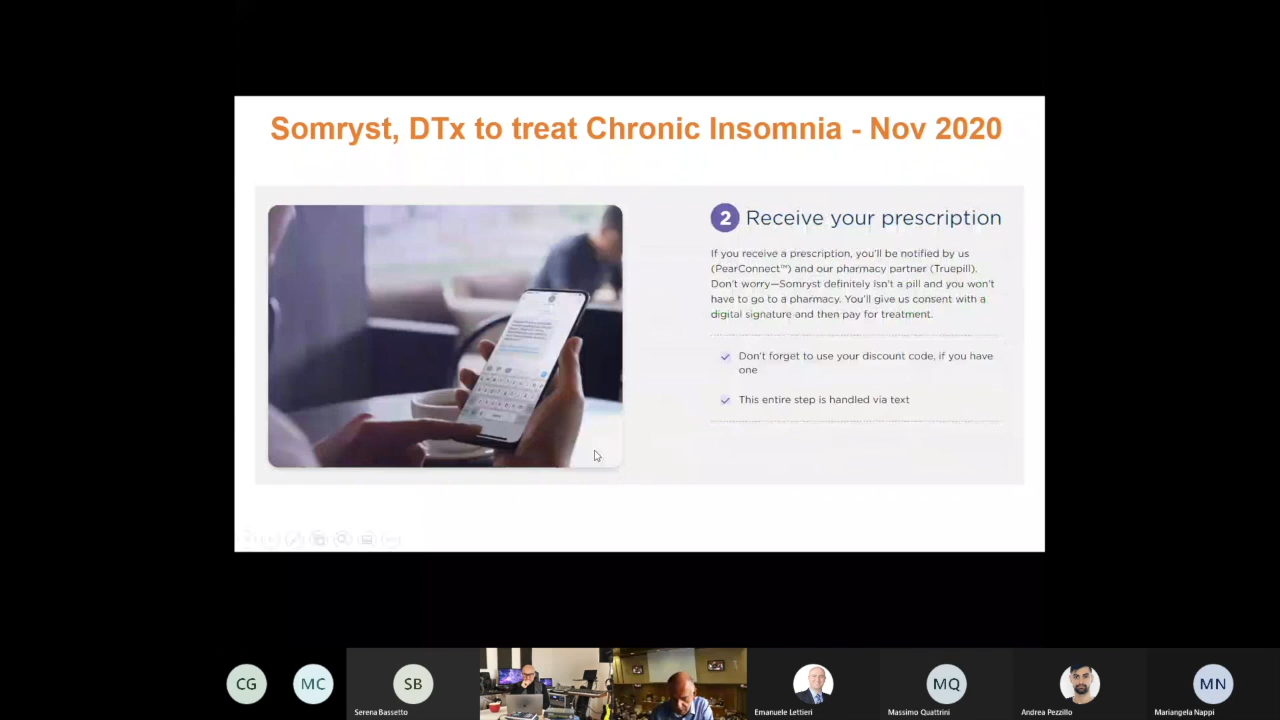 Somryst, DTx to treat Chronic Insomnia - Nov 2020
2 Receive your prescription
If you receive a prescription, you'll be notified by us
(PearConnect™) and our pharmacy partner (Truepill).
Don't worry—Somryst definitely isn't a pill and you won't
have to go to a pharmacy. You'll give us consent with a
digital signature and then pay for treatment.
Don't forget to use your discount code, if you have
one
This entire step is handled via text
CG
MC
SB
MQ
MN
Serena Bassetto
Emanuele Lettieri
Massimo Quattrini
Andrea Pezzillo
Mariangela Nappi